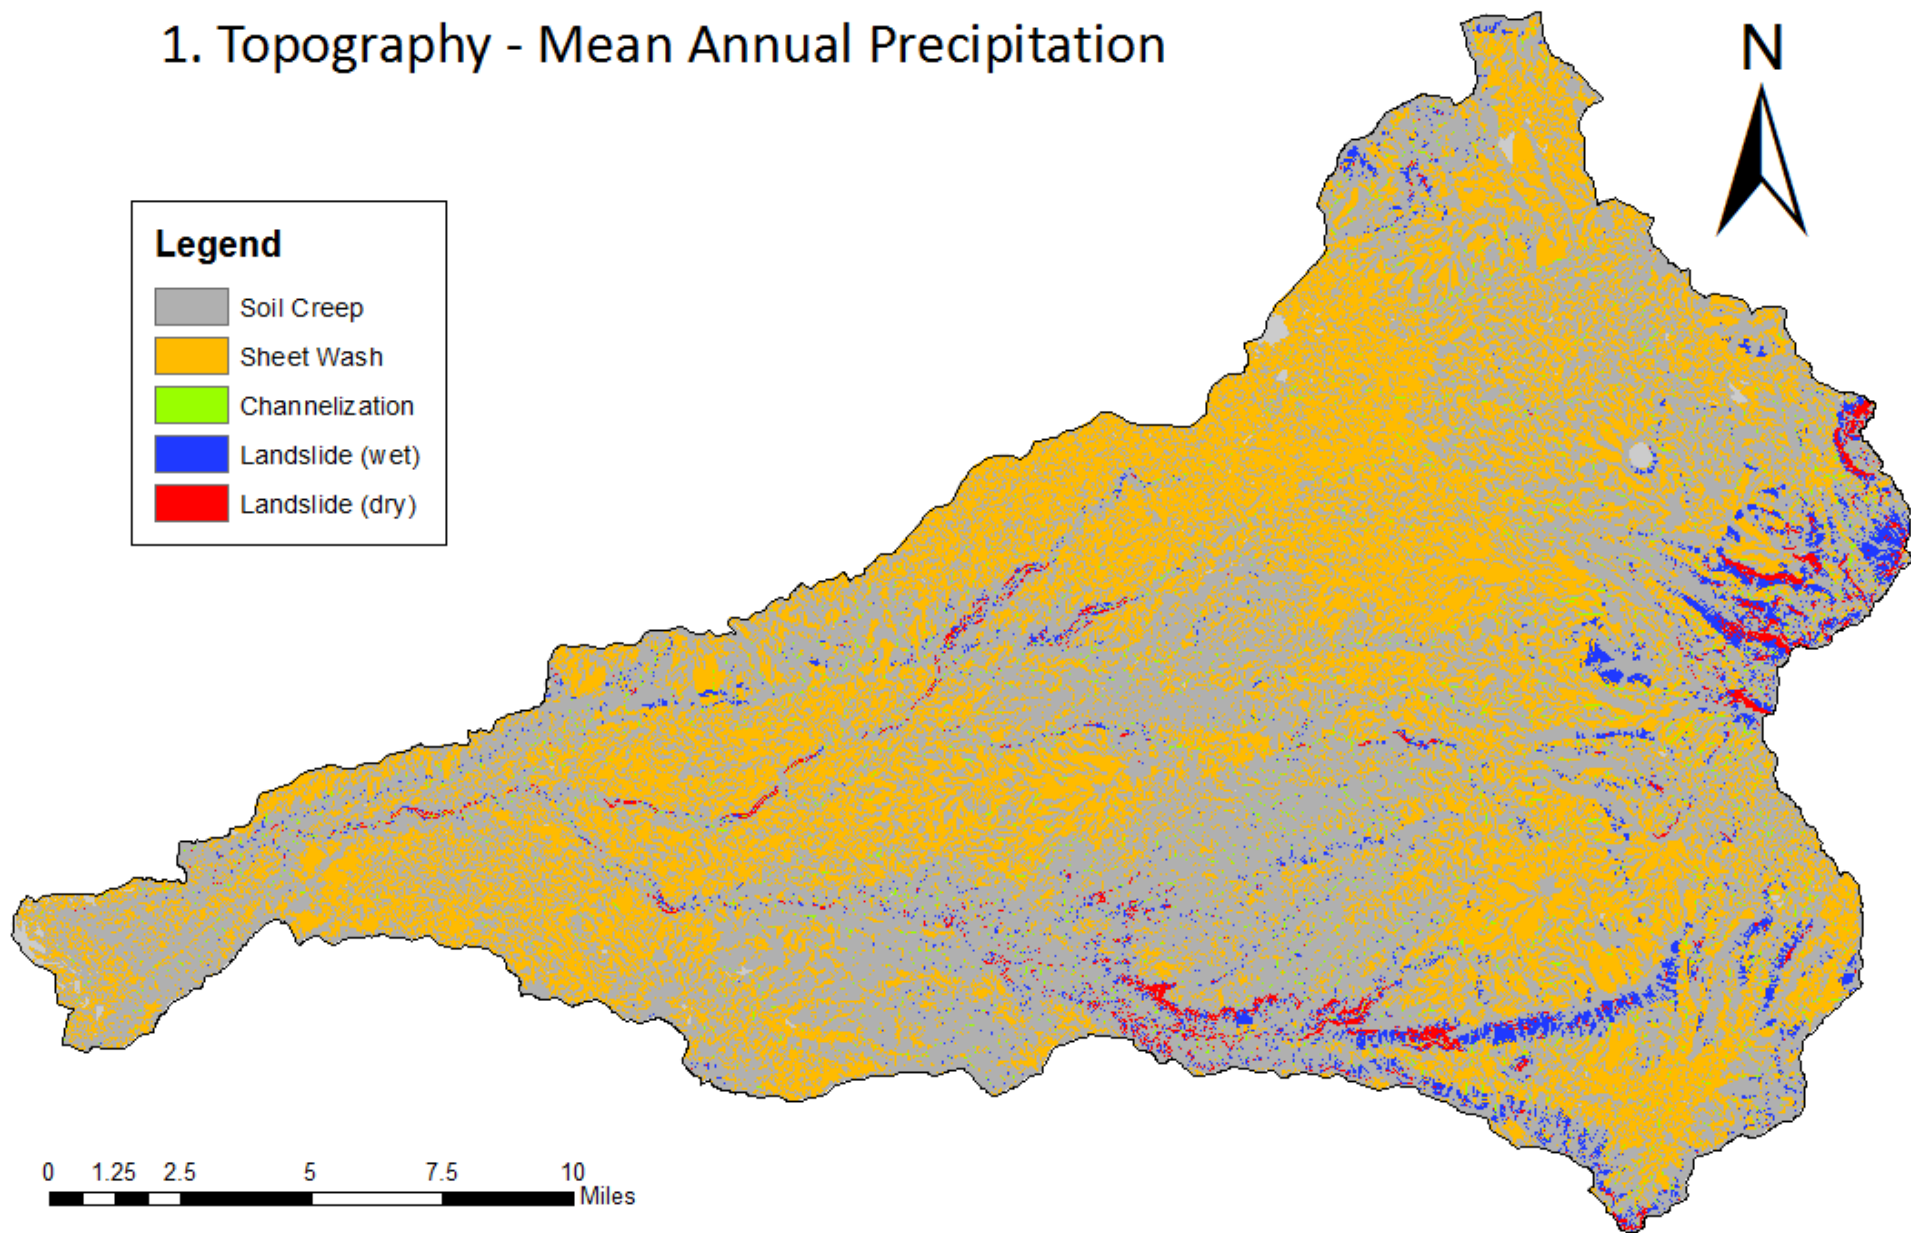 1. Topography - Mean Annual Precipitation
N
Legend
Soil Creep
Sheet Wash
Channelization
Landslide (wet)
Landslide (dry)
0 1.25 2.5 5 7.5 10
Miles